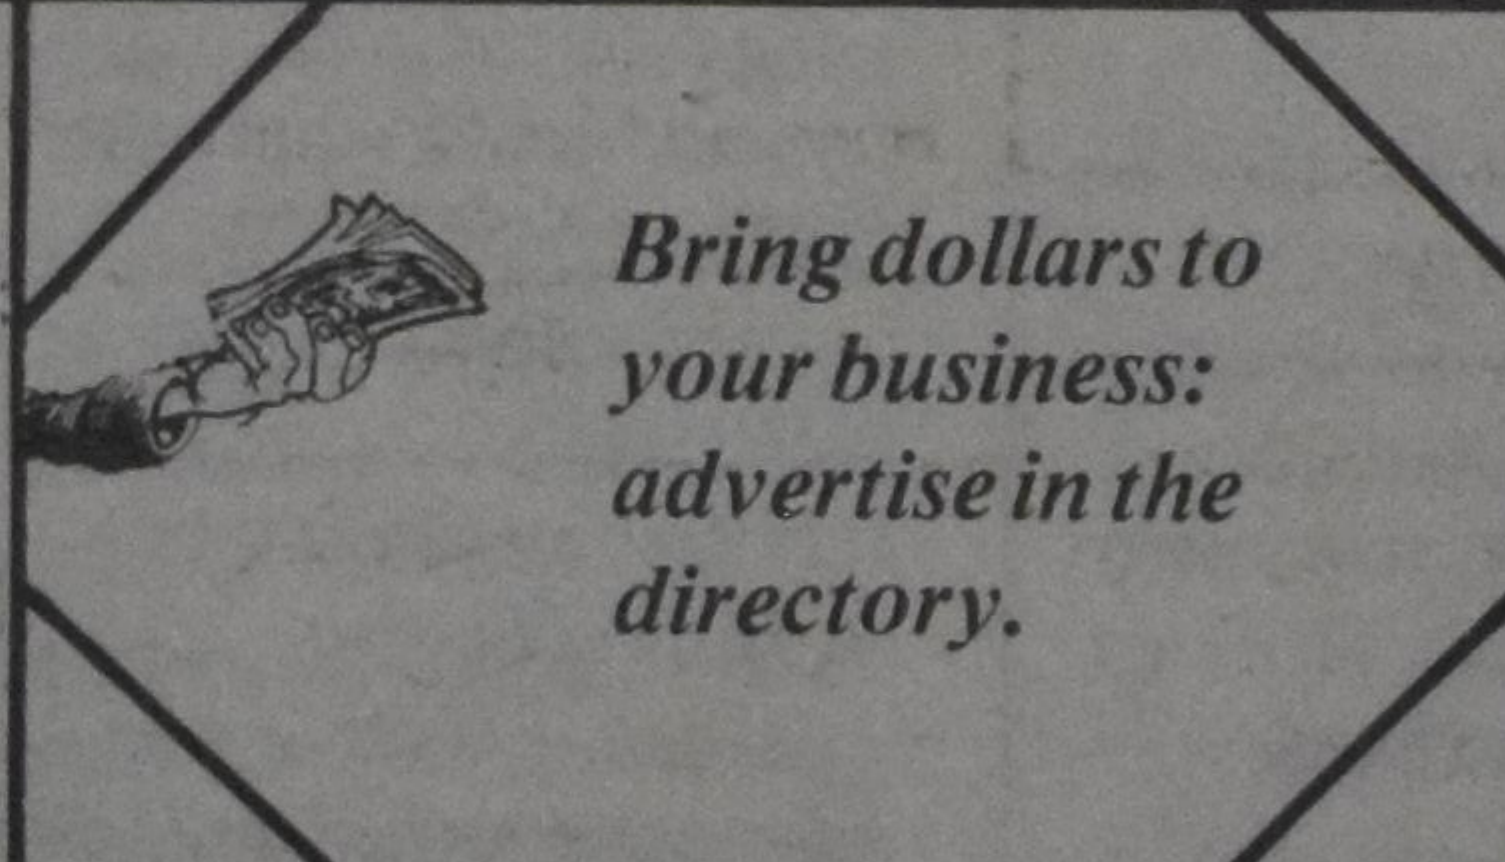 Bring dollars to
your business:
advertise in the
directory.